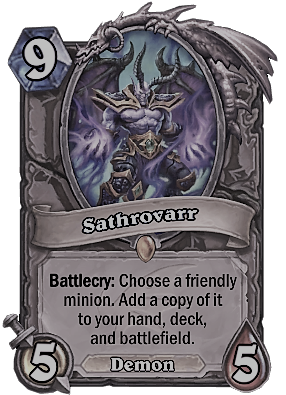 9
Sathrovarr
Battlecry: Choose a friendly
minion. Add a copy of it
to your hand, deck,
and battlefield.
5
Demon
5